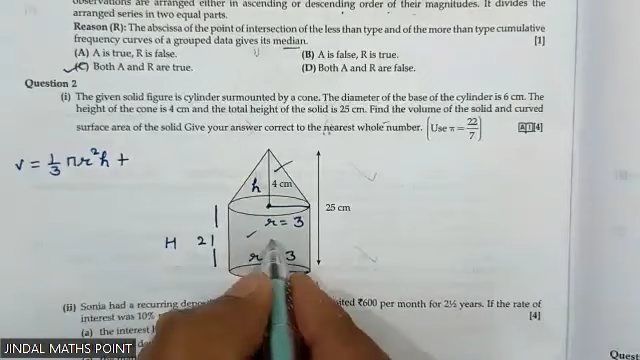 observations are arranged either in ascending or descending order of their magnitudes. It divides the
arranged series in two equal parts.
Reason (R): The abscissa of the point of intersection of the less than type and of the more than type cumulative
frequency curves of a grouped data gives its median. [1]
(A) A is true, R is false. (B) A is false, R is true.
(C) Both A and R are true. (D) Both A and R are false.
Question 2
(i) The given solid figure is cylinder surmounted by a cone. The diameter of the base of the cylinder is 6 cm. The
height of the cone is 4 cm and the total height of the solid is 25 cm. Find the volume of the solid and curved
surface area of the solid Give your answer correct to the nearest whole number. (Use π = 22/7) [4]
v = 1/3 πr²h +
h 4 cm
25 cm
r = 3
H 21
r 3
(ii) Sonia had a recurring depo ited ₹600 per month for 2½ years. If the rate of
interest was 10% [4]
(a) the interest
Quest
JINDAL MATHS POINT